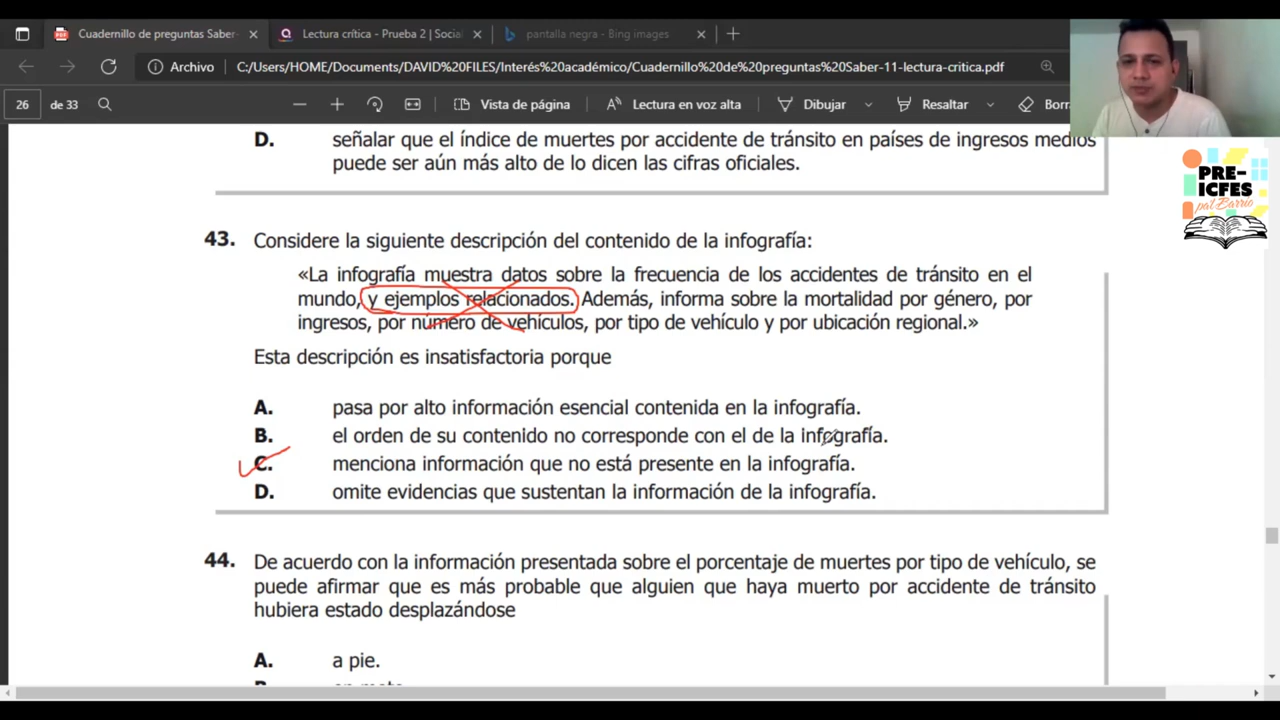 Cuadernillo de preguntas Saber-
Lectura crítica - Prueba 2 | Social
pantalla negra - Bing images
Archivo
C:/Users/HOME/Documents/DAVID%20FILES/Interés%20académico/Cuadernillo%20de%20preguntas%20Saber-11-lectura-critica.pdf
26 de 33
Vista de página
Lectura en voz alta
Dibujar
Resaltar
Borra
PRE-
ICFES
pal Barrio
D. señalar que el índice de muertes por accidente de tránsito en países de ingresos medios
puede ser aún más alto de lo dicen las cifras oficiales.
43. Considere la siguiente descripción del contenido de la infografía:
«La infografía muestra datos sobre la frecuencia de los accidentes de tránsito en el
mundo, y ejemplos relacionados. Además, informa sobre la mortalidad por género, por
ingresos, por número de vehículos, por tipo de vehículo y por ubicación regional.»
Esta descripción es insatisfactoria porque
A. pasa por alto información esencial contenida en la infografía.
B. el orden de su contenido no corresponde con el de la infografía.
C. menciona información que no está presente en la infografía.
D. omite evidencias que sustentan la información de la infografía.
44. De acuerdo con la información presentada sobre el porcentaje de muertes por tipo de vehículo, se
puede afirmar que es más probable que alguien que haya muerto por accidente de tránsito
hubiera estado desplazándose
A. a pie.